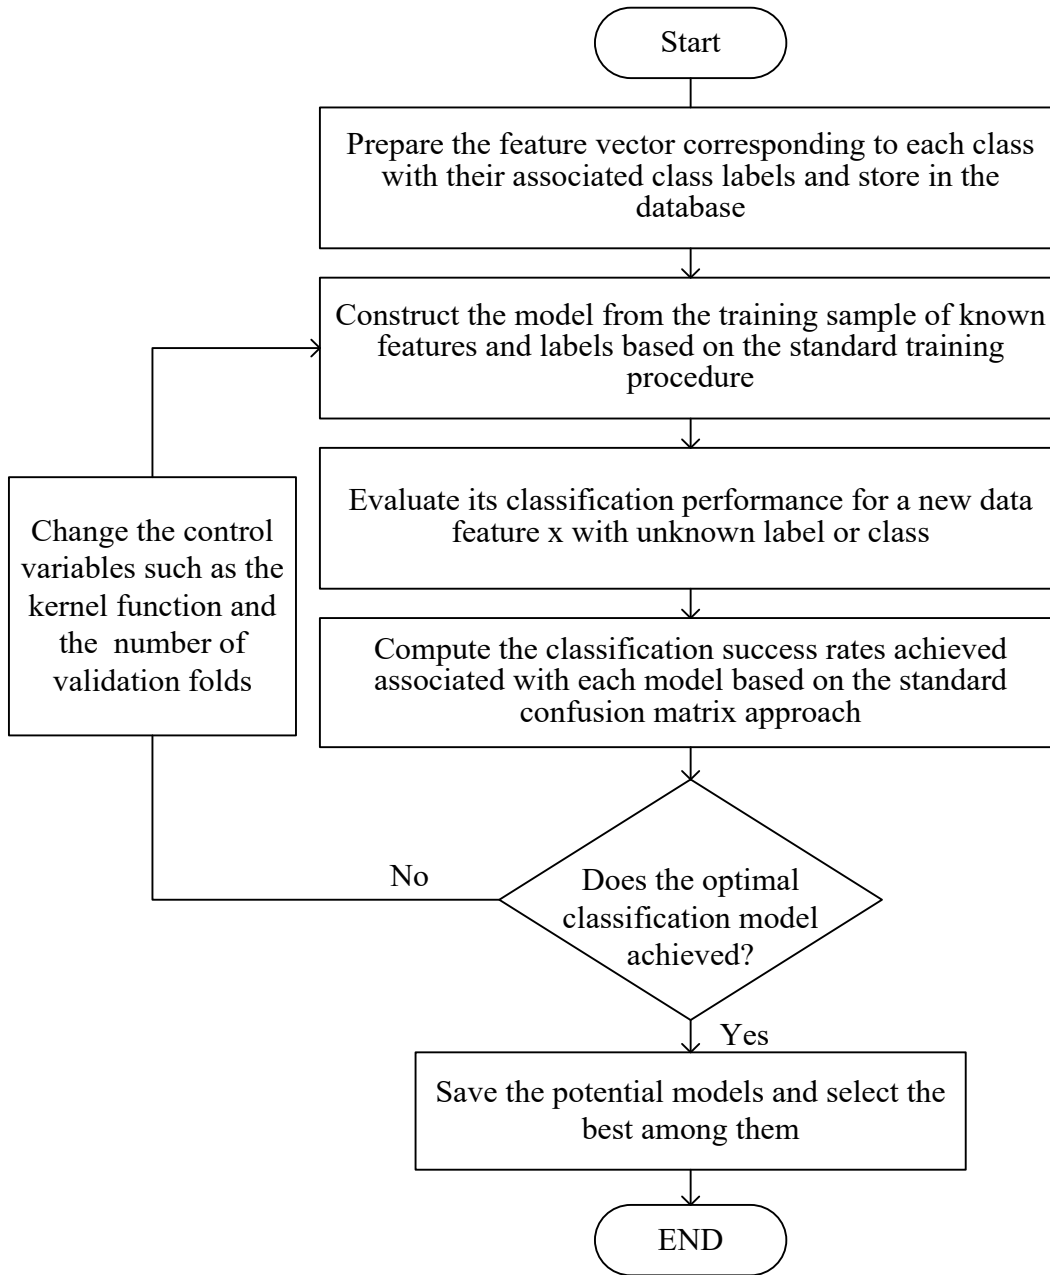 Start
Prepare the feature vector corresponding to each class
with their associated class labels and store in the
database
Construct the model from the training sample of known
features and labels based on the standard training
procedure
Evaluate its classification performance for a new data
feature x with unknown label or class
Change the control
variables such as the
kernel function and
the number of
validation folds
Compute the classification success rates achieved
associated with each model based on the standard
confusion matrix approach
No
Does the optimal
classification model
achieved?
Yes
Save the potential models and select the
best among them
END